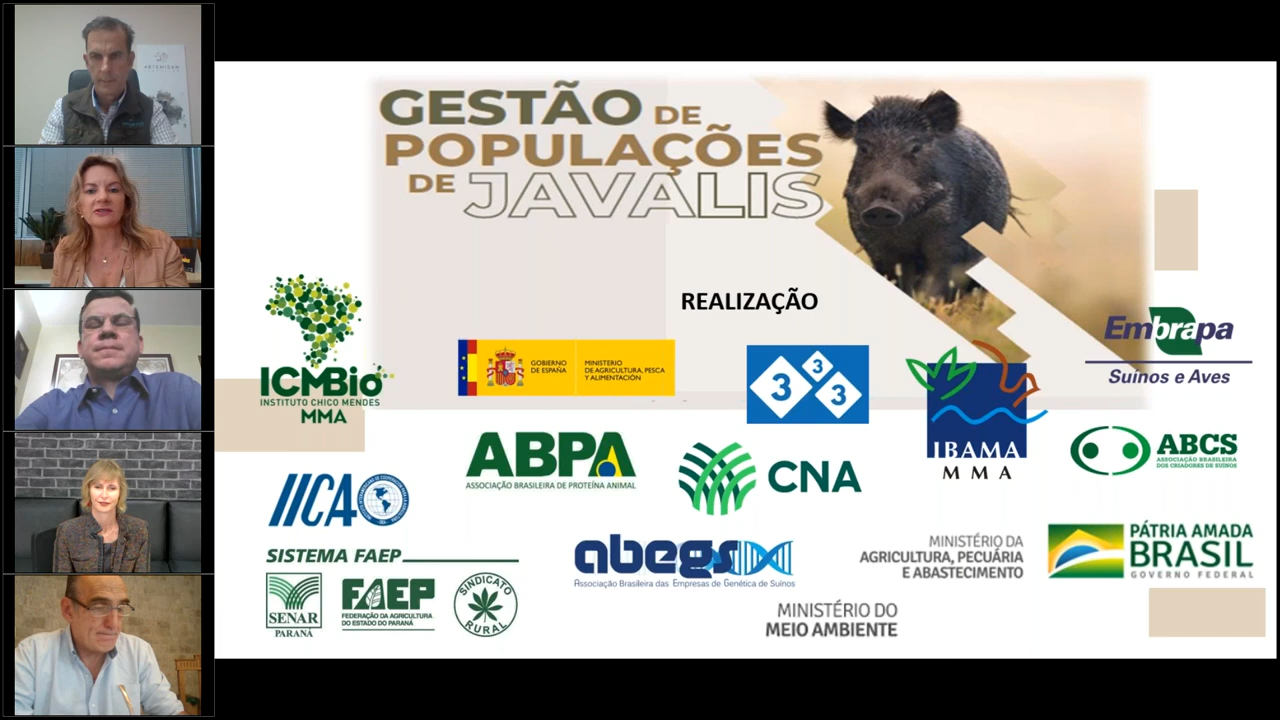 ARTEMISAN
GESTÃO DE
POPULAÇÕES
DE JAVALIS
REALIZAÇÃO
ICMBio
INSTITUTO CHICO MENDES
MMA
GOBIERNO
DE ESPAÑA
MINISTERIO
DE AGRICULTURA, PESCA
Y ALIMENTACIÓN
3 3 3
IBAMA
M M A
Embrapa
Suínos e Aves
ABPA
ASSOCIAÇÃO BRASILEIRA DE PROTEÍNA ANIMAL
CNA
ABCS
ASSOCIAÇÃO BRASILEIRA
DOS CRIADORES DE SUÍNOS
IICA
SISTEMA FAEP
SENAR
PARANÁ
FAEP
FEDERAÇÃO DA AGRICULTURA
DO ESTADO DO PARANÁ
SINDICATO
RURAL
abegs
Associação Brasileira das Empresas de Genética de Suínos
MINISTÉRIO DA
AGRICULTURA, PECUÁRIA
E ABASTECIMENTO
PÁTRIA AMADA
BRASIL
GOVERNO FEDERAL
MINISTÉRIO DO
MEIO AMBIENTE